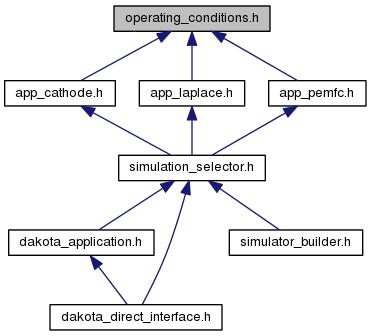 operating_conditions.h
app_cathode.h
app_laplace.h
app_pemfc.h
simulation_selector.h
dakota_application.h
simulator_builder.h
dakota_direct_interface.h